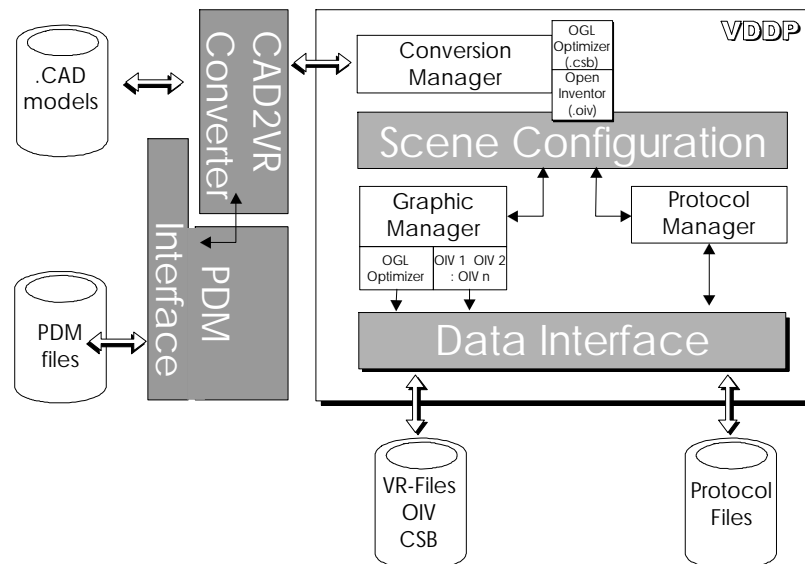 VDDP
.CAD
models
CAD2VR
Converter
Conversion
Manager
OGL
Optimizer
(.csb)
Open
Inventor
(.oiv)
Scene Configuration
Graphic
Manager
OGL
Optimizer
OIV 1 OIV 2
: OIV n
Protocol
Manager
PDM
Interface
PDM
files
Data Interface
VR-Files
OIV
CSB
Protocol
Files